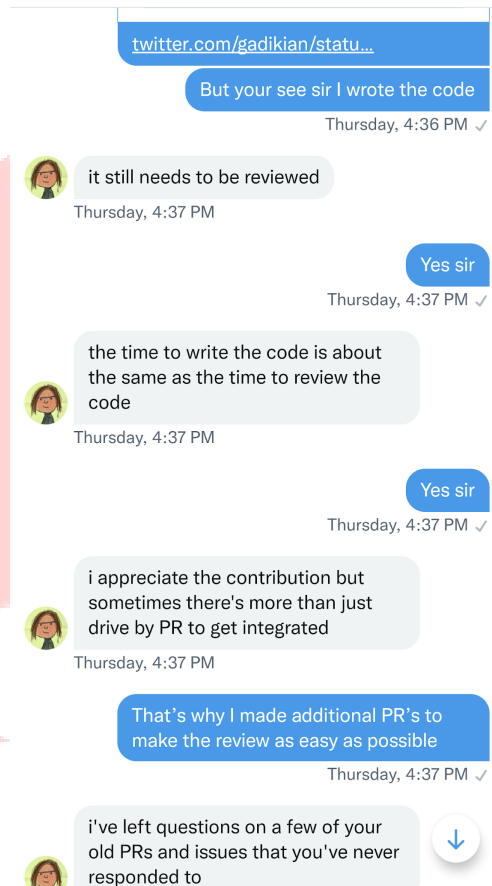 twitter.com/gadikian/statu...
But your see sir I wrote the code
Thursday, 4:36 PM
it still needs to be reviewed
Thursday, 4:37 PM
Yes sir
Thursday, 4:37 PM
the time to write the code is about
the same as the time to review the
code
Thursday, 4:37 PM
Yes sir
Thursday, 4:37 PM
i appreciate the contribution but
sometimes there's more than just
drive by PR to get integrated
Thursday, 4:37 PM
That’s why I made additional PR’s to
make the review as easy as possible
Thursday, 4:37 PM
i've left questions on a few of your
old PRs and issues that you've never
responded to